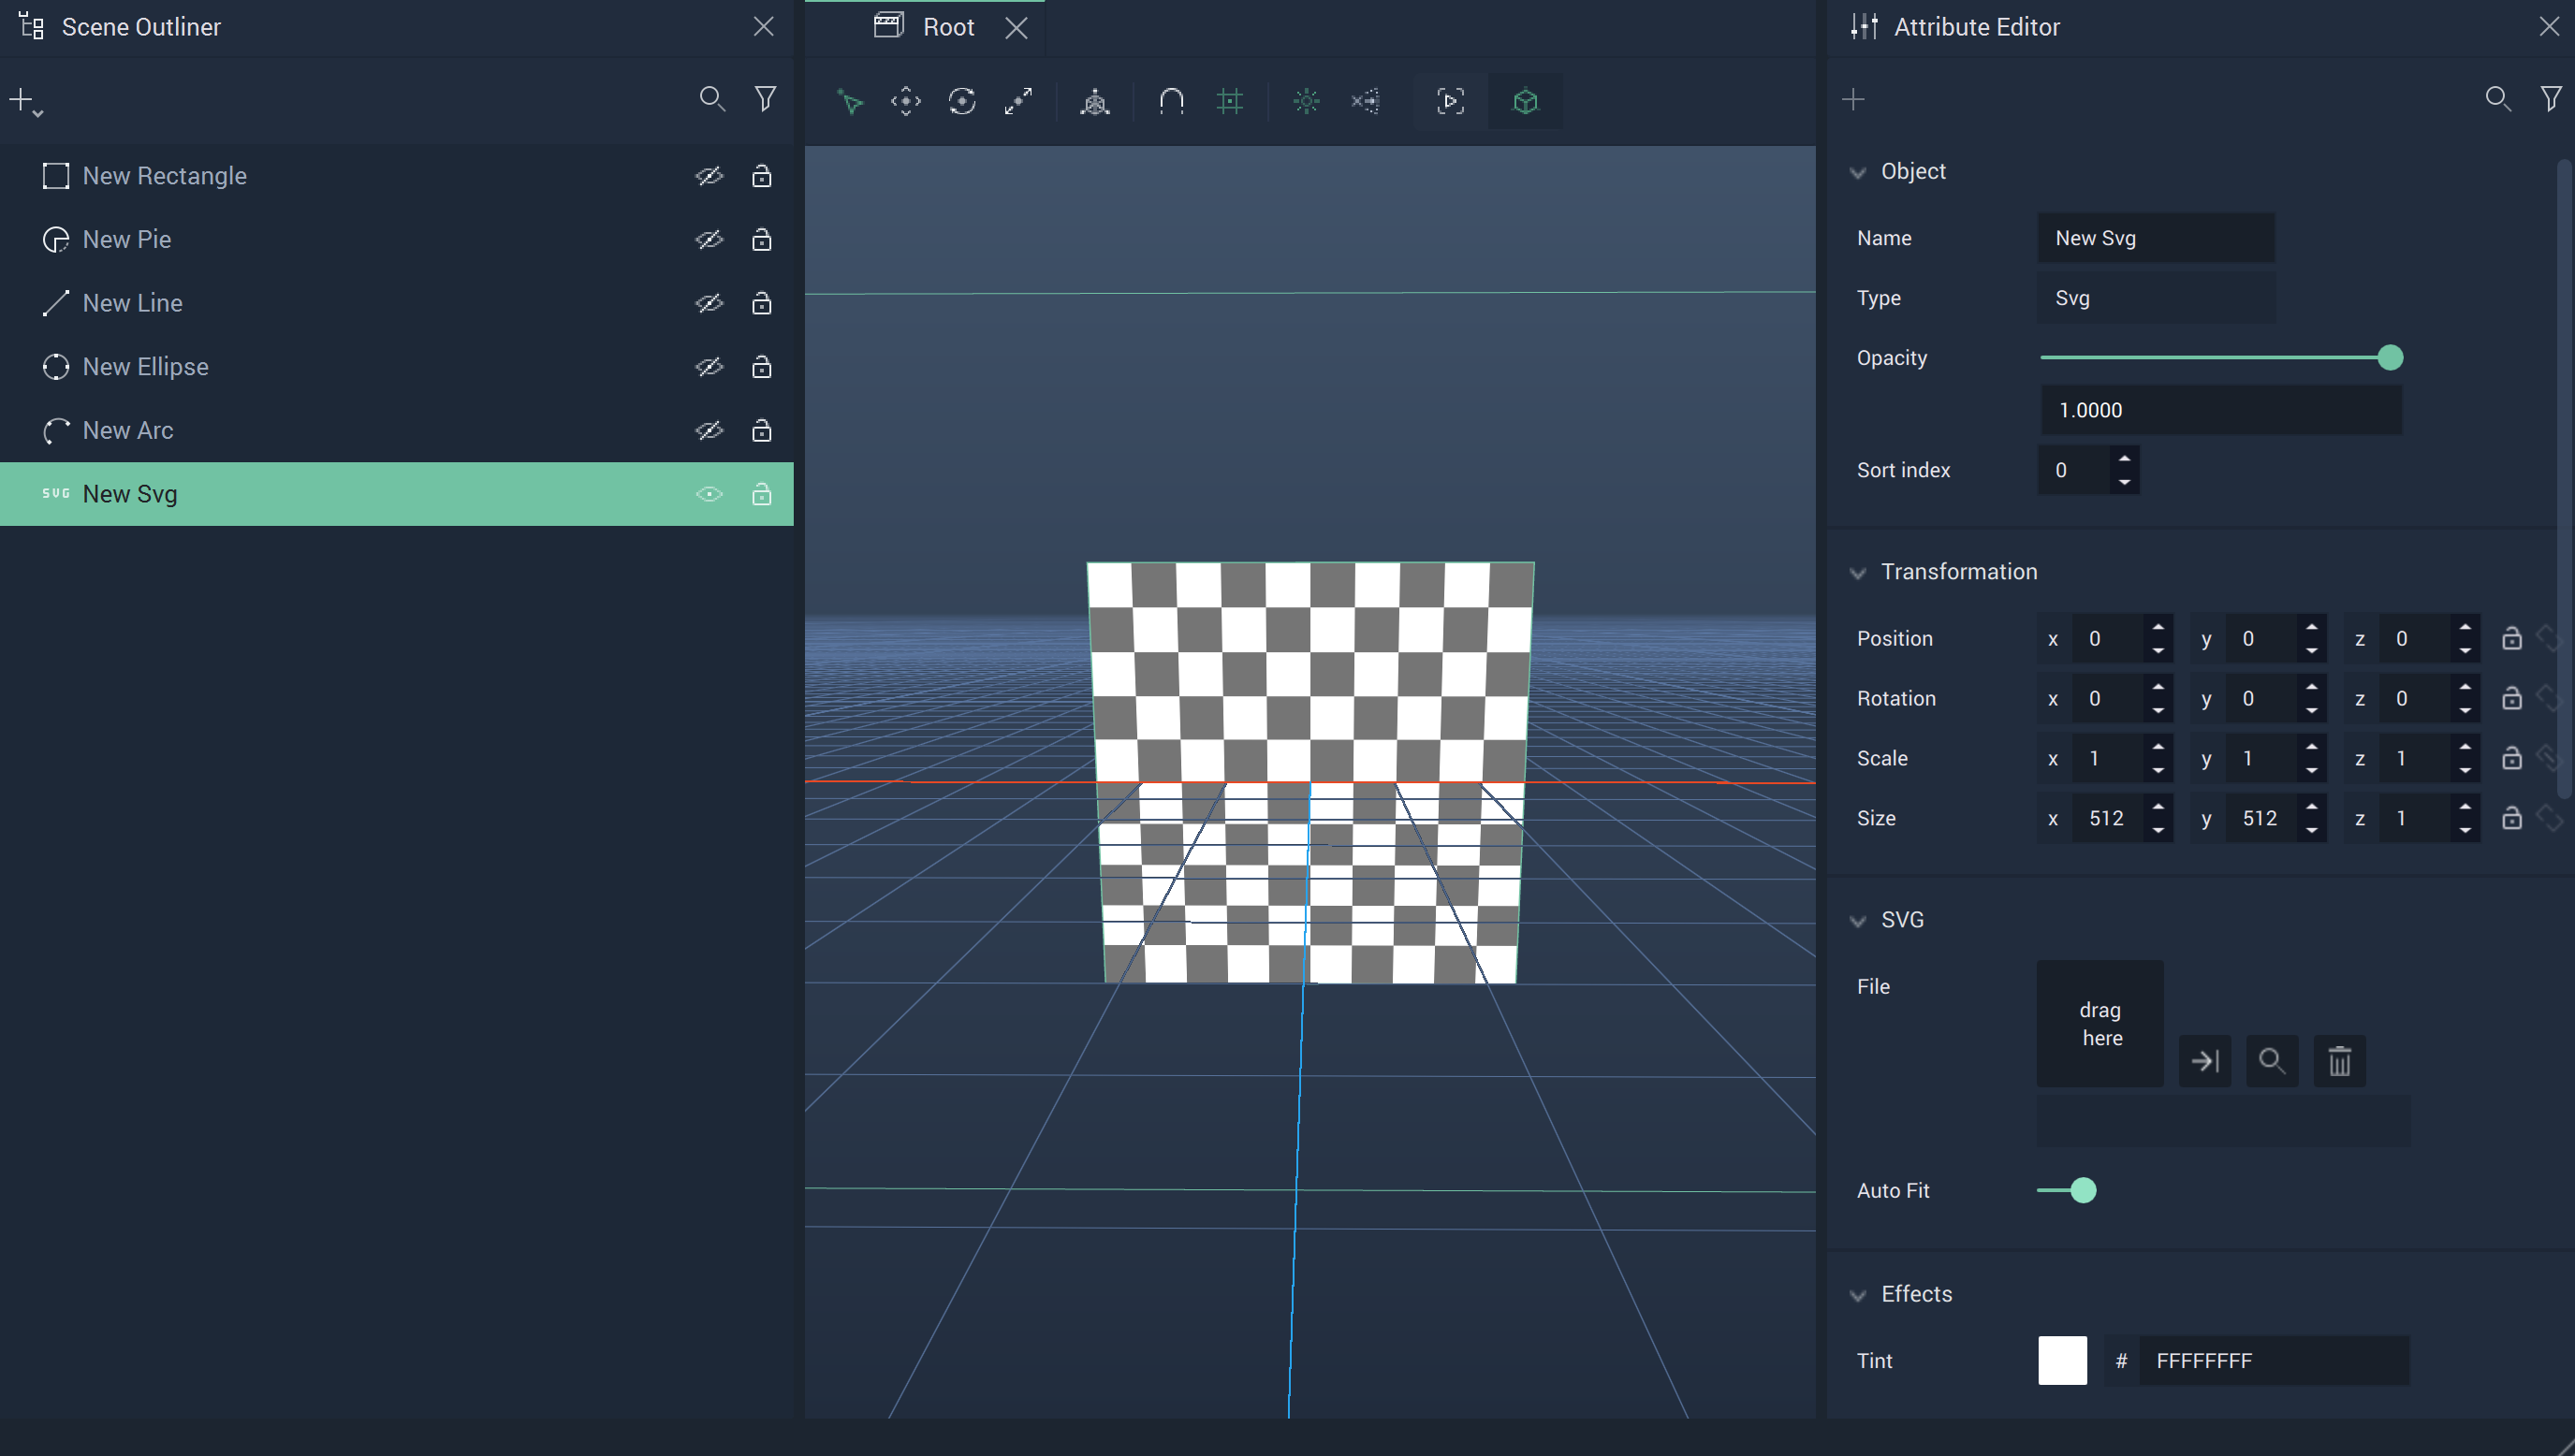 Scene Outliner
New Rectangle
New Pie
New Line
New Ellipse
New Arc
SVG New Svg
Root
Attribute Editor
Object
Name New Svg
Type Svg
Opacity
1.0000
Sort index 0
Transformation
Position x 0 y 0 z 0
Rotation x 0 y 0 z 0
Scale x 1 y 1 z 1
Size x 512 y 512 z 1
SVG
File
drag
here
Auto Fit
Effects
Tint # FFFFFFFF